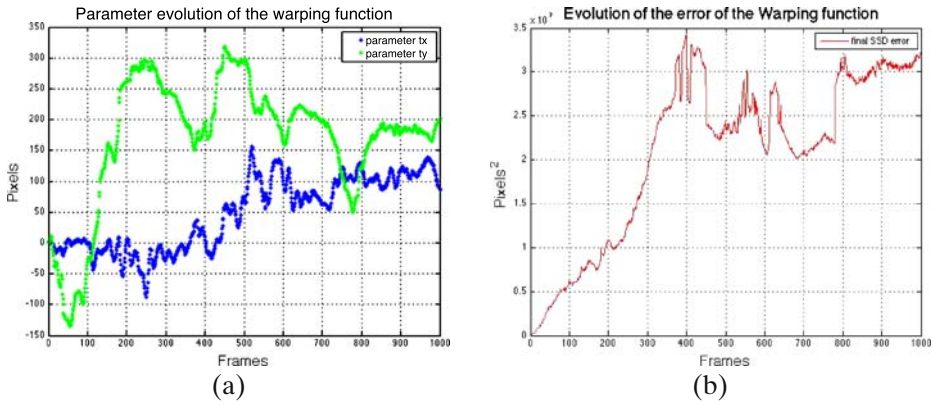 Parameter evolution of the warping function
parameter tx
parameter ty
350
300
250
200
150
100
50
0
-50
-100
-150
0 100 200 300 400 500 600 700 800 900 1000
Pixels
Frames
(a)
Evolution of the error of the Warping function
final SSD error
3.5
3
2.5
2
1.5
1
0.5
0
0 100 200 300 400 500 600 700 800 900 1000
Pixels²
Frames
(b)